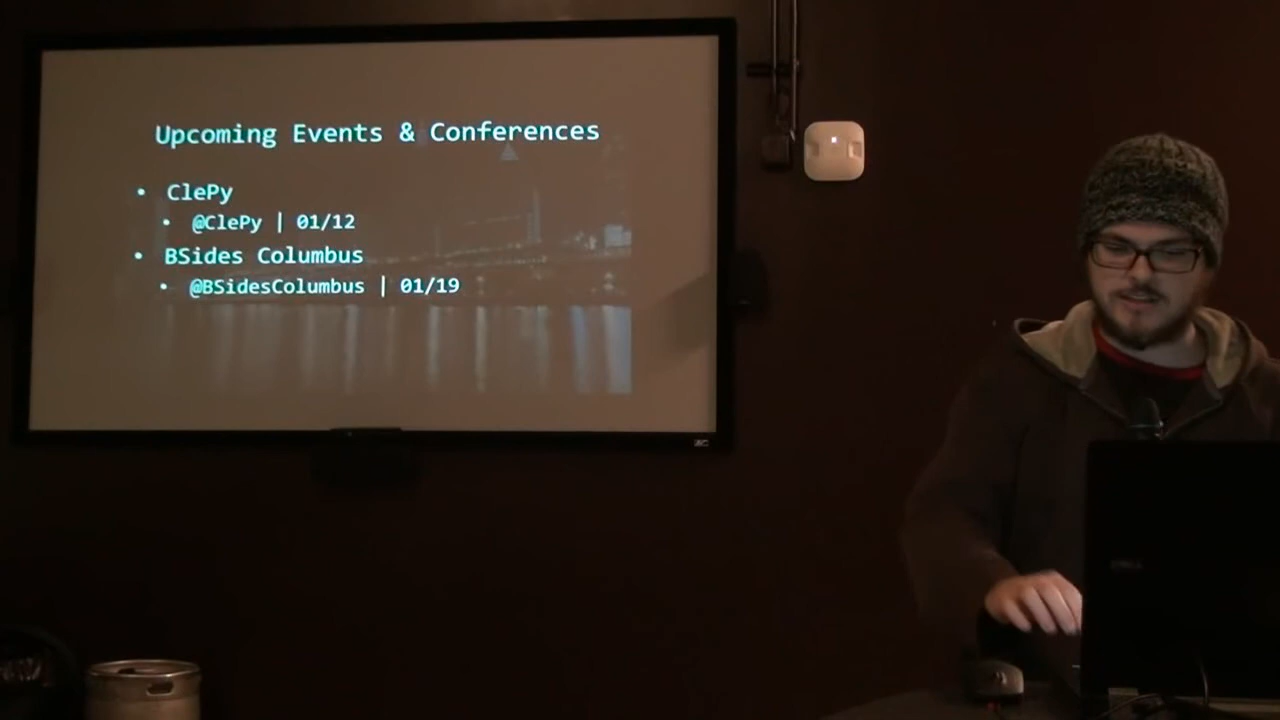 Upcoming Events & Conferences
• ClePy
• @ClePy | 01/12
• BSides Columbus
• @BSidesColumbus | 01/19